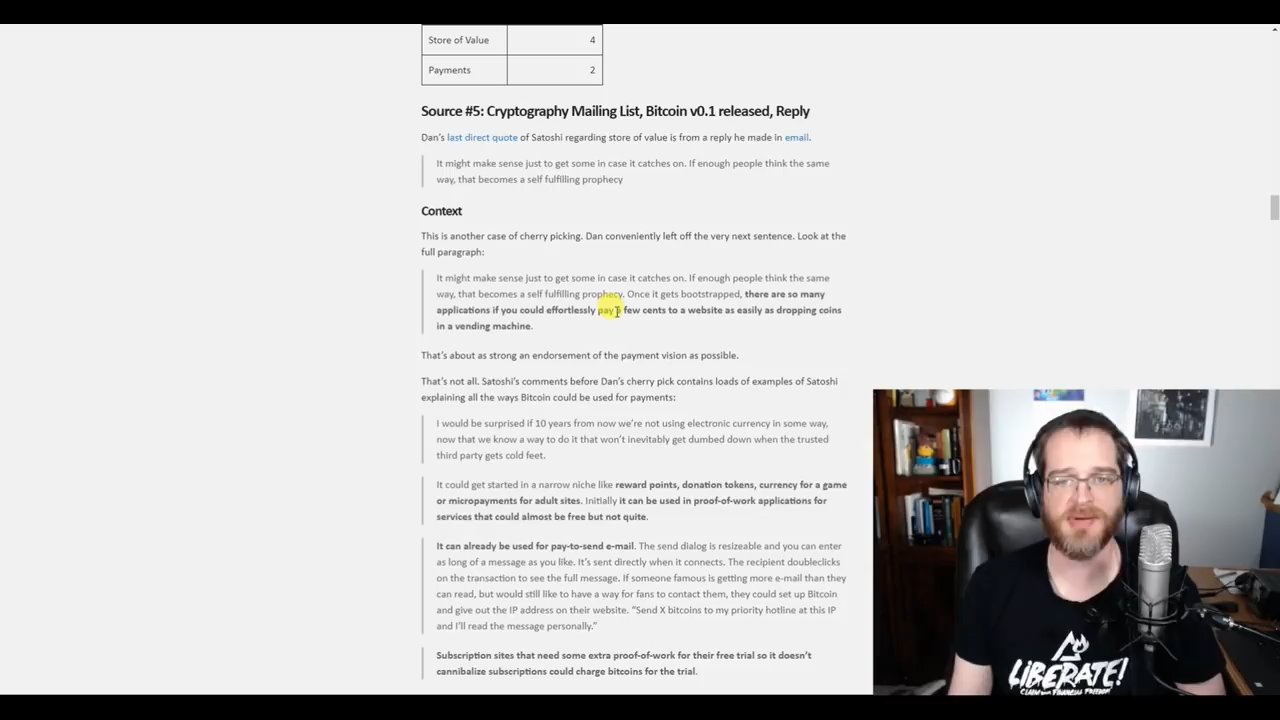 Store of Value 4
Payments 2
Source #5: Cryptography Mailing List, Bitcoin v0.1 released, Reply
Dan's last direct quote of Satoshi regarding store of value is from a reply he made in email.
It might make sense just to get some in case it catches on. If enough people think the same
way, that becomes a self fulfilling prophecy
Context
This is another case of cherry picking. Dan conveniently left off the very next sentence. Look at the
full paragraph:
It might make sense just to get some in case it catches on. If enough people think the same
way, that becomes a self fulfilling prophecy. Once it gets bootstrapped, there are so many
applications if you could effortlessly pay a few cents to a website as easily as dropping coins
in a vending machine.
That's about as strong an endorsement of the payment vision as possible.
That's not all. Satoshi's comments before Dan's cherry pick contains loads of examples of Satoshi
explaining all the ways Bitcoin could be used for payments:
I would be surprised if 10 years from now we're not using electronic currency in some way,
now that we know a way to do it that won't inevitably get dumbed down when the trusted
third party gets cold feet.
It could get started in a narrow niche like reward points, donation tokens, currency for a game
or micropayments for adult sites. Initially it can be used in proof-of-work applications for
services that could almost be free but not quite.
It can already be used for pay-to-send e-mail. The send dialog is resizeable and you can enter
as long of a message as you like. It's sent directly when it connects. The recipient doubleclicks
on the transaction to see the full message. If someone famous is getting more e-mail than they
can read, but would still like to have a way for fans to contact them, they could set up Bitcoin
and give out the IP address on their website. "Send X bitcoins to my priority hotline at this IP
and I'll read the message personally."
Subscription sites that need some extra proof-of-work for their free trial so it doesn't
cannibalize subscriptions could charge bitcoins for the trial.
LIBERATE!